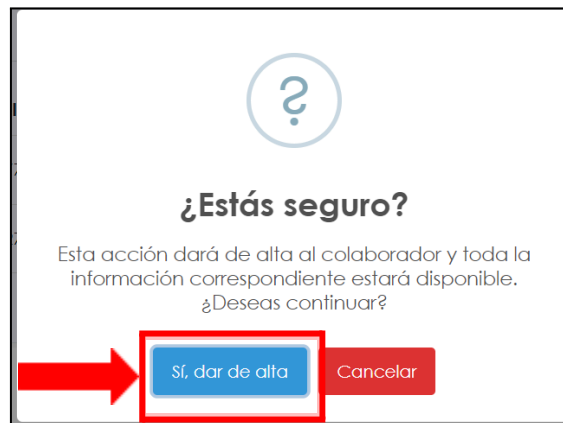 ?
¿Estás seguro?
Esta acción dará de alta al colaborador y toda la
información correspondiente estará disponible.
¿Deseas continuar?
Sí, dar de alta
Cancelar